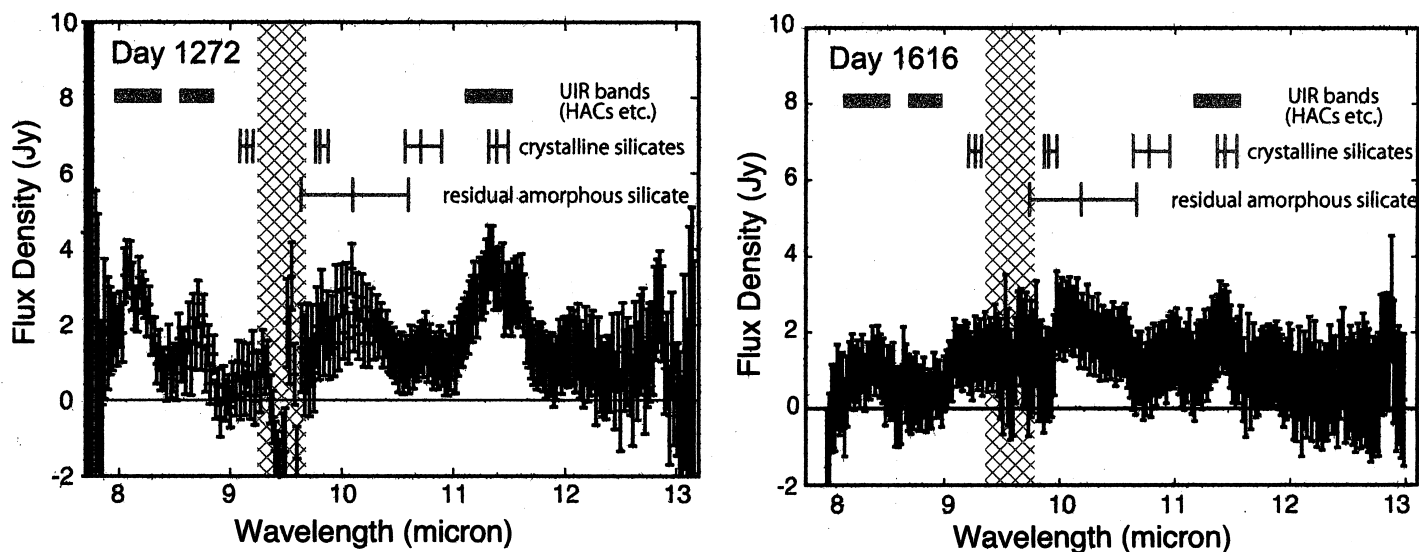 Day 1272
UIR bands
(HACs etc.)
crystalline silicates
residual amorphous silicate
Flux Density (Jy)
10
8
6
4
2
0
-2
8
9
10
11
12
13
Wavelength (micron)
Day 1616
UIR bands
(HACs etc.)
crystalline silicates
residual amorphous silicate
Flux Density (Jy)
10
8
6
4
2
0
-2
8
9
10
11
12
13
Wavelength (micron)